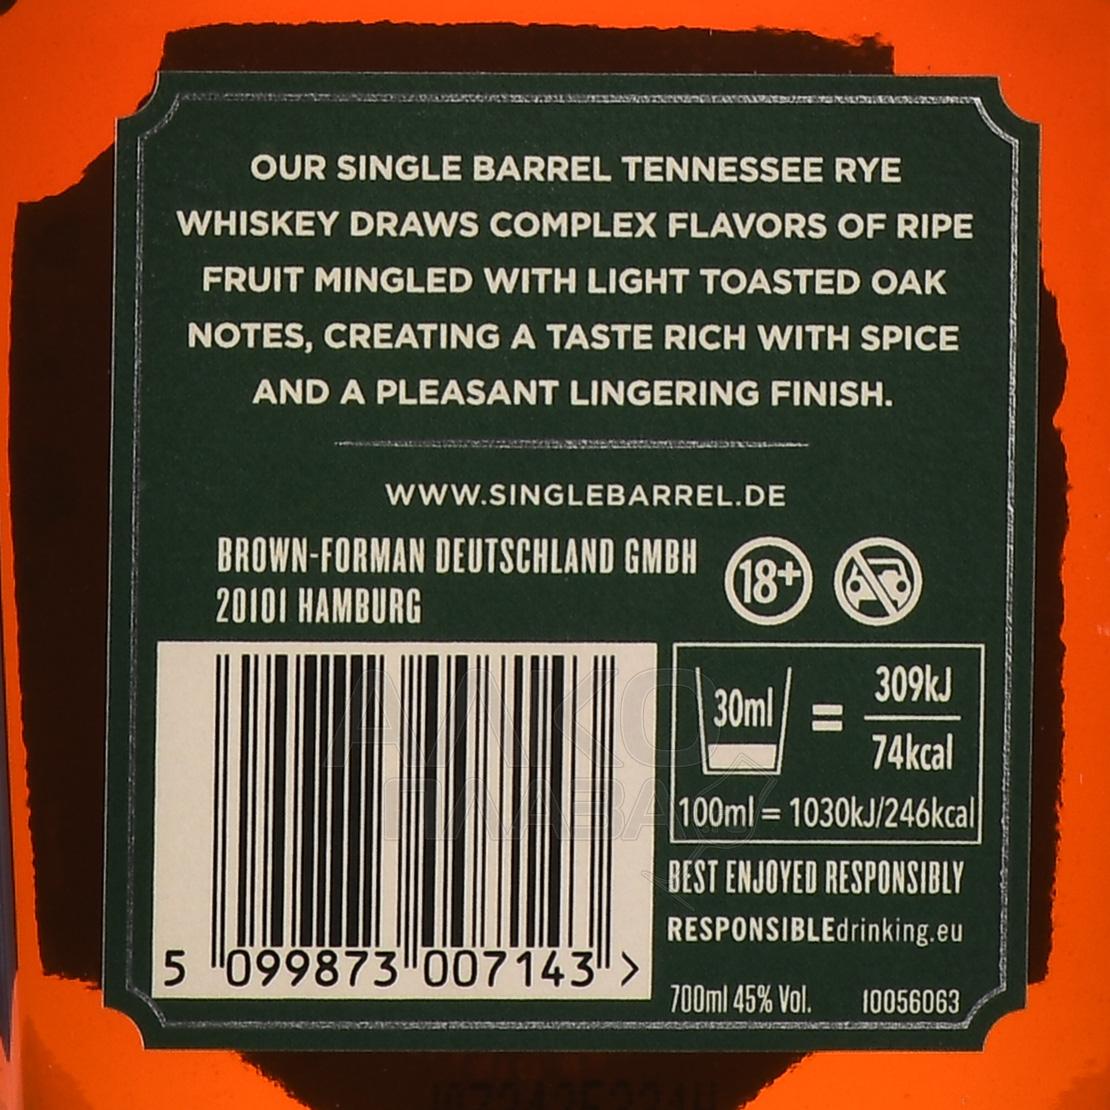 OUR SINGLE BARREL TENNESSEE RYE
WHISKEY DRAWS COMPLEX FLAVORS OF RIPE
FRUIT MINGLED WITH LIGHT TOASTED OAK
NOTES, CREATING A TASTE RICH WITH SPICE
AND A PLEASANT LINGERING FINISH.
WWW.SINGLEBARREL.DE
BROWN-FORMAN DEUTSCHLAND GMBH
20101 HAMBURG
18+
30ml = 309kJ
74kcal
100ml = 1030kJ/246kcal
BEST ENJOYED RESPONSIBLY
RESPONSIBLEdrinking.eu
700ml 45% Vol. 10056063
5 099873 007143 >
АЛКО
ПЛАВА